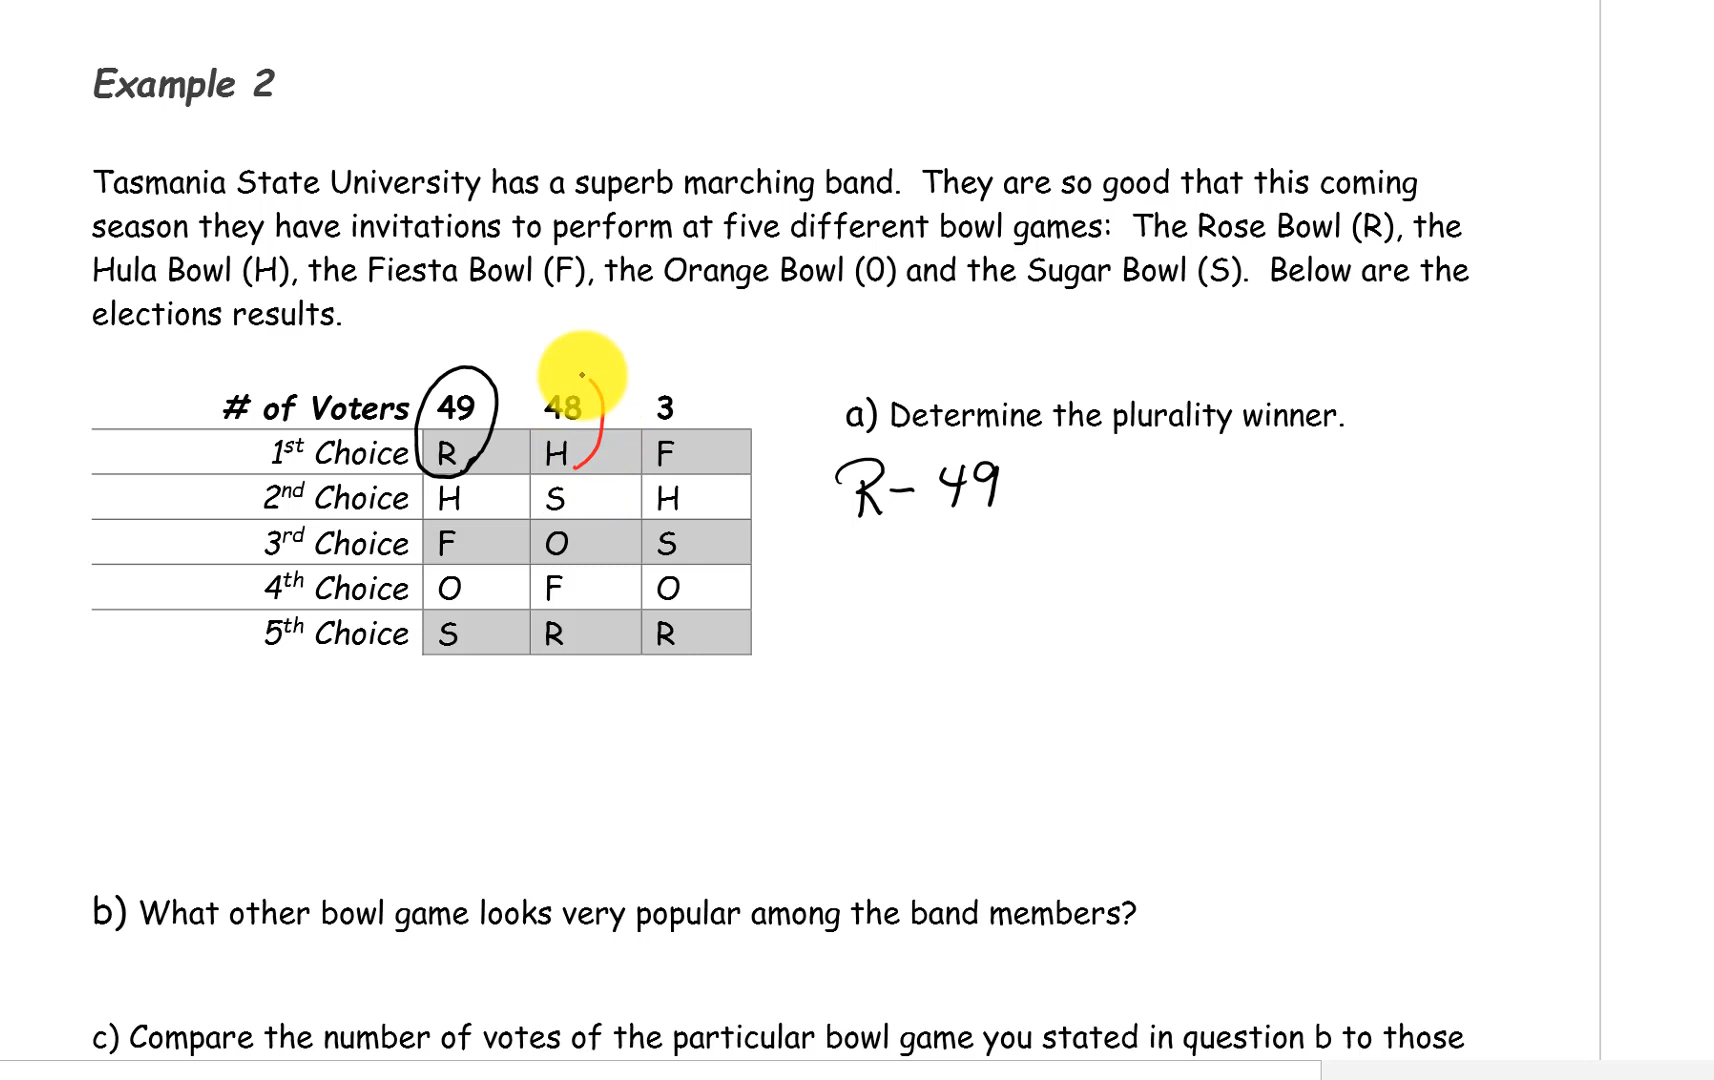 Example 2
Tasmania State University has a superb marching band. They are so good that this coming
season they have invitations to perform at five different bowl games: The Rose Bowl (R), the
Hula Bowl (H), the Fiesta Bowl (F), the Orange Bowl (O) and the Sugar Bowl (S). Below are the
elections results.
# of Voters 49 48 3
1st Choice R H F
2nd Choice H S H
3rd Choice F O S
4th Choice O F O
5th Choice S R R
a) Determine the plurality winner.
R - 49
b) What other bowl game looks very popular among the band members?
c) Compare the number of votes of the particular bowl game you stated in question b to those